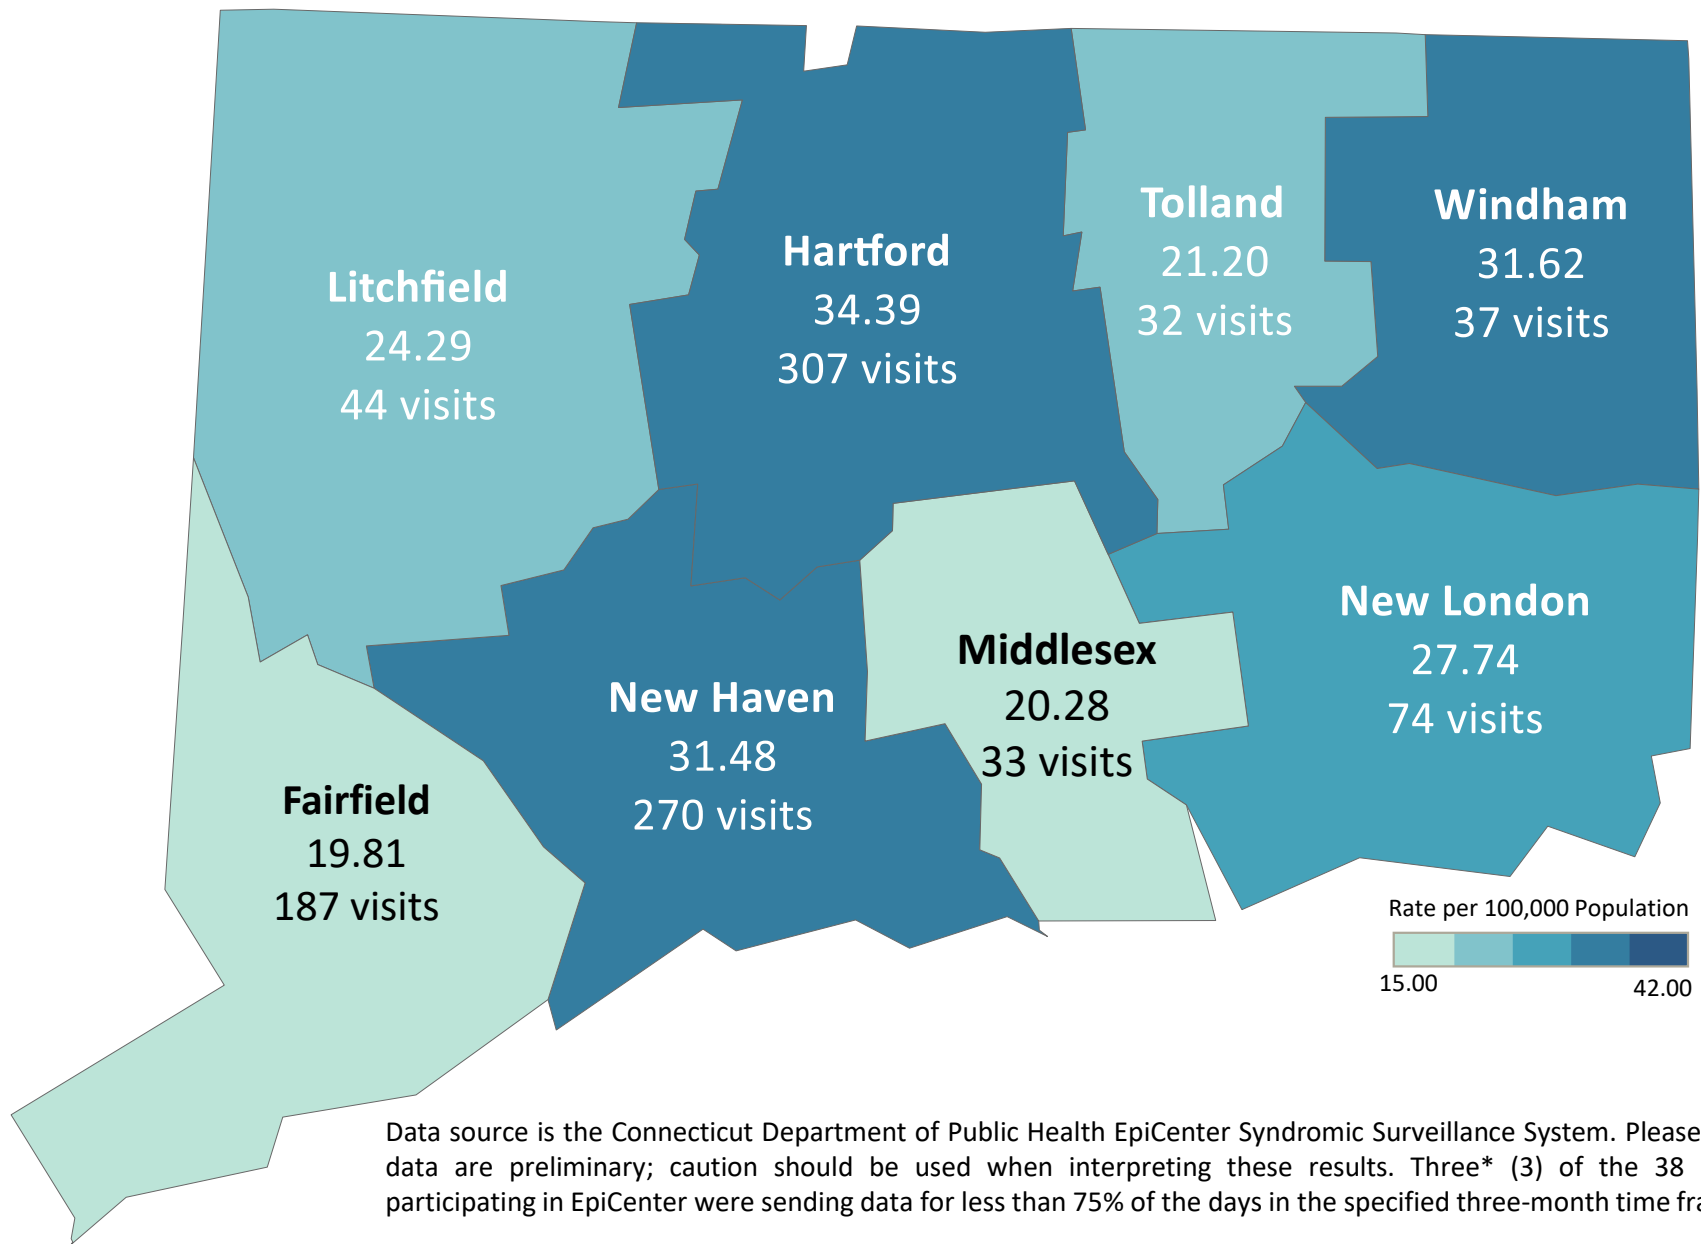 Litchfield
24.29
44 visits
Hartford
34.39
307 visits
Tolland
21.20
32 visits
Windham
31.62
37 visits
Fairfield
19.81
187 visits
New Haven
31.48
270 visits
Middlesex
20.28
33 visits
New London
27.74
74 visits
Rate per 100,000 Population
15.00
42.00
Data source is the Connecticut Department of Public Health EpiCenter Syndromic Surveillance System. Please
data are preliminary; caution should be used when interpreting these results. Three* (3) of the 38
participating in EpiCenter were sending data for less than 75% of the days in the specified three-month time